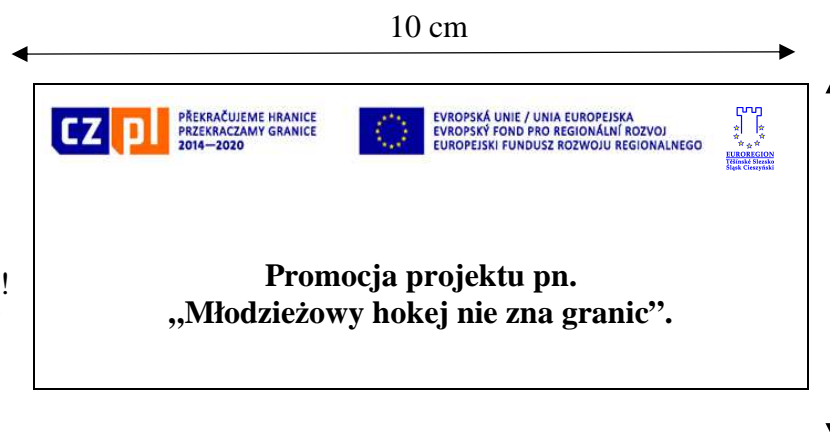 10 cm
cz pl
PŘEKRAČUJEME HRANICE
PRZEKRACZAMY GRANICE
2014—2020
EVROPSKÁ UNIE / UNIA EUROPEJSKA
EVROPSKÝ FOND PRO REGIONÁLNÍ ROZVOJ
EUROPEJSKI FUNDUSZ ROZWOJU REGIONALNEGO
EUROREGION
Těšínské Slezsko
Śląsk Cieszyński
!
Promocja projektu pn.
„Młodzieżowy hokej nie zna granic”.